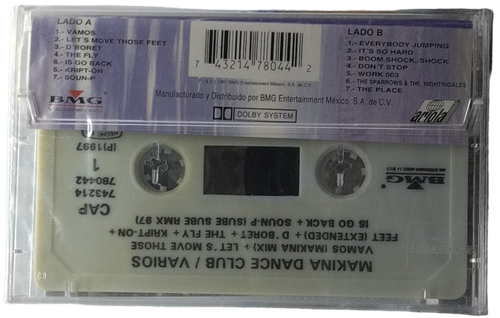 LADO A
1.- VAMOS
2.- LET'S MOVE THOSE FEET
3.- D'BORET
4.- THE FLY
6.- IS GO BACK
5.- KRIPT-ON
7.- SOUN-P
BMG
7 43214 78044 2
Manufacturado y Distribuido por BMG Entertainment México, S.A. de C.V.
DOLBY SYSTEM
LADO B
1.- EVERYBODY JUMPING
2.- IT'S SO HARD
3.- BOOM SHOCK, SHOCK
4.- DON'T STOP
5.- WORK 003
6.- THE SPARROWS & THE NIGHTINGALES
7.- THE PLACE
ariola
MAKINA DANCE CLUB / VARIOS
VAMOS (MAKINA MIX) + LET'S MOVE THOSE
FEET (EXTENDED) + D'BORET + THE FLY + KRIPT-ON+
IS GO BACK + SOUN-P (SUBE SUBE RMX 97)
CAP
743214
780442
1
(P)1997
BMG